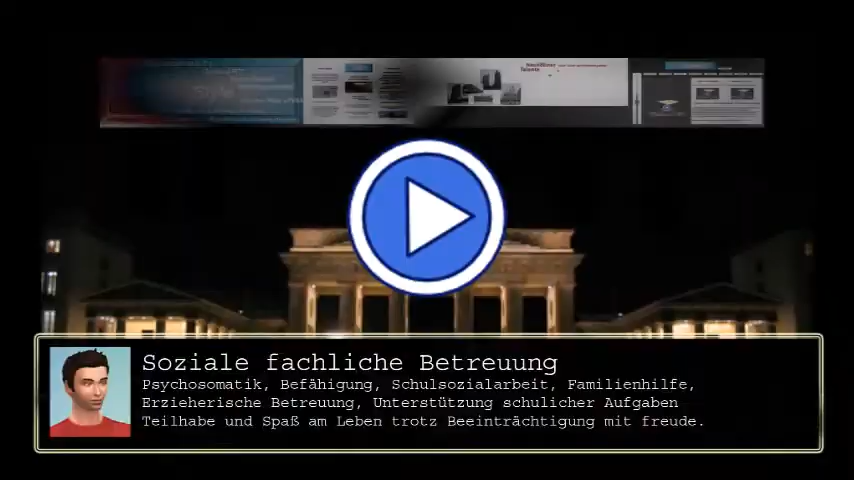 Soziale fachliche Betreuung
Psychosomatik, Befähigung, Schulsozialarbeit, Familienhilfe,
Erzieherische Betreuung, Unterstützung schulicher Aufgaben
Teilhabe und Spaß am Leben trotz Beeinträchtigung mit freude.